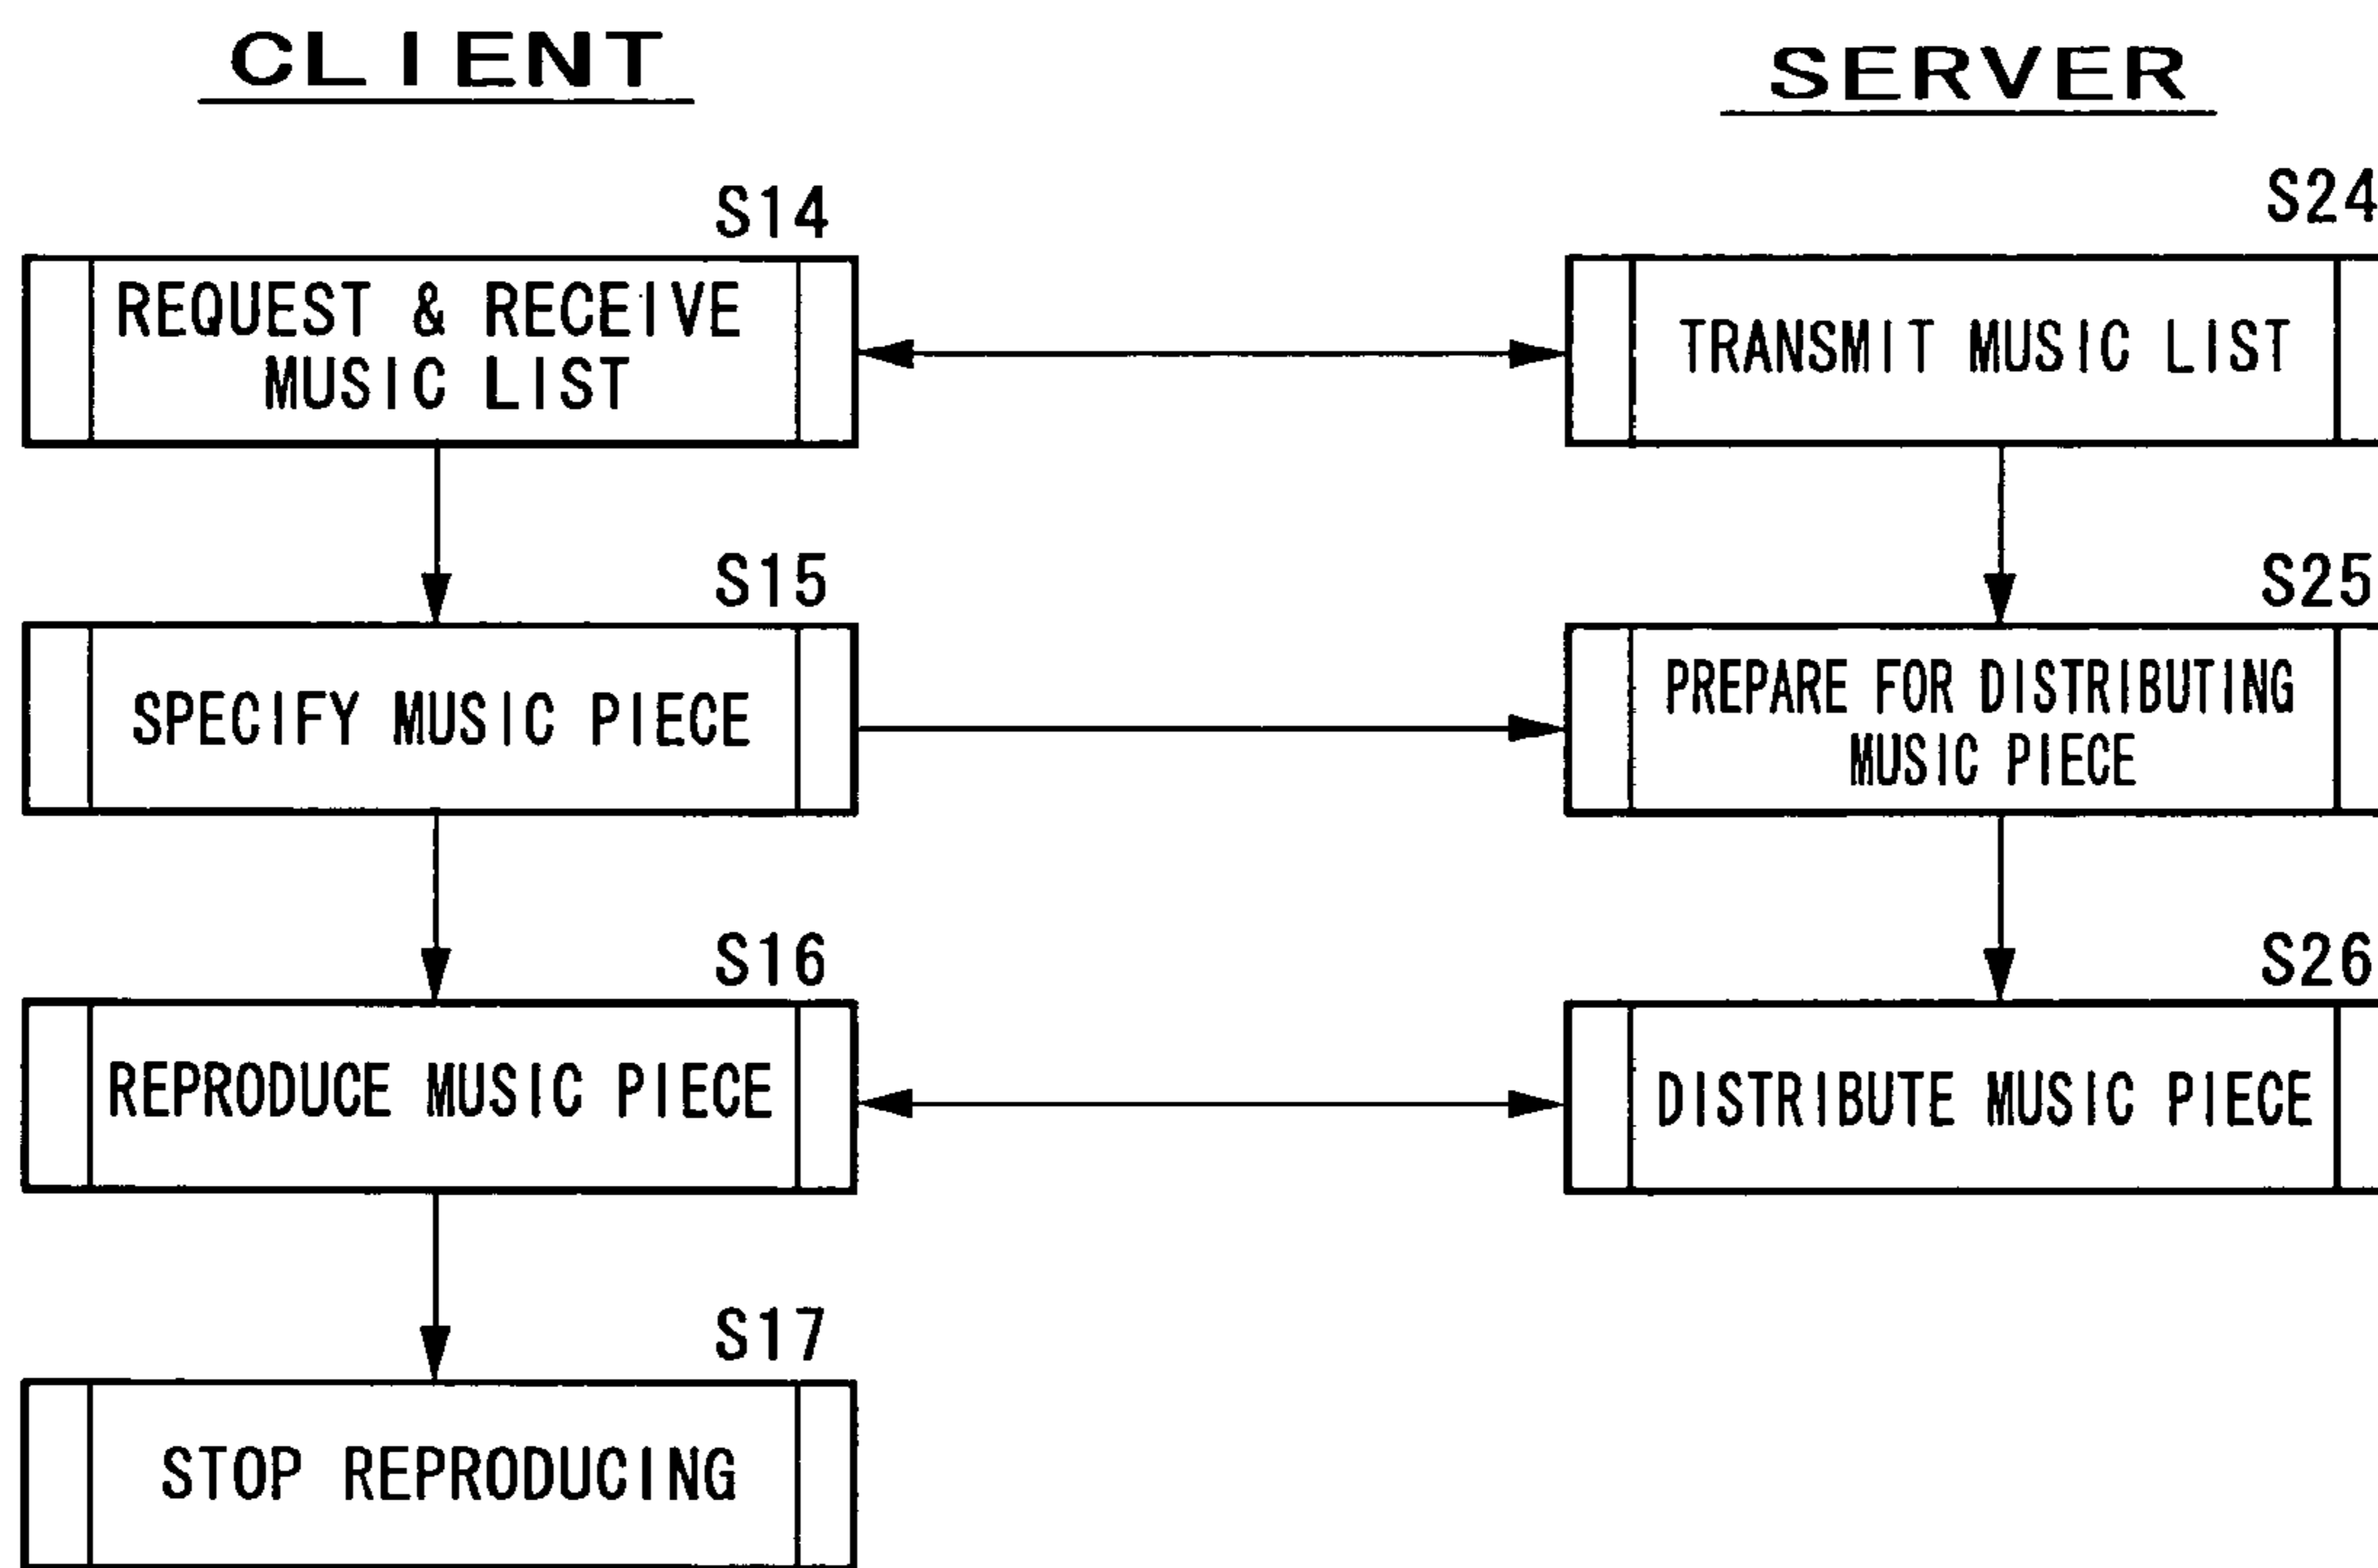 CLIENT
SERVER
S14
S24
REQUEST & RECEIVE
MUSIC LIST
TRANSMIT MUSIC LIST
S15
S25
SPECIFY MUSIC PIECE
PREPARE FOR DISTRIBUTING
MUSIC PIECE
S16
S26
REPRODUCE MUSIC PIECE
DISTRIBUTE MUSIC PIECE
S17
STOP REPRODUCING